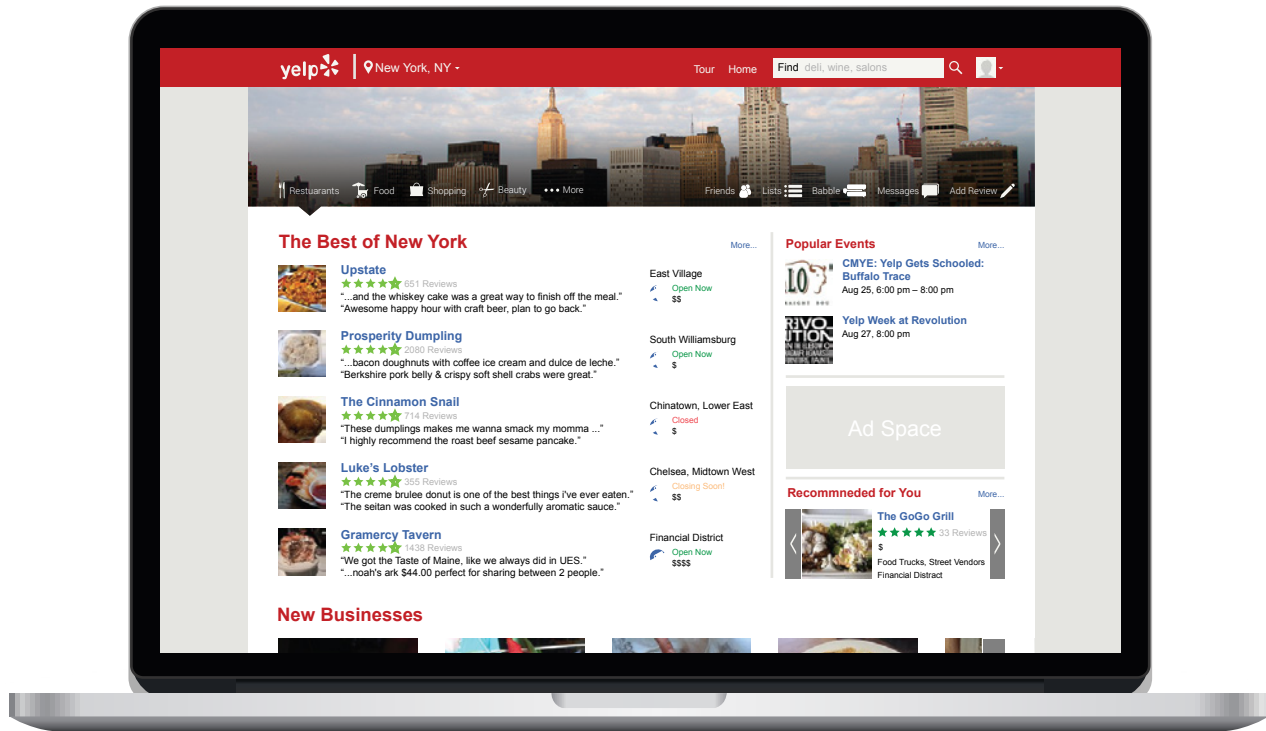 yelp
New York, NY
Tour Home Find deli, wine, salons
Restuarants Food Shopping Beauty More Friends Lists Babble Messages Add Review
The Best of New York More...
Upstate
651 Reviews
“...and the whiskey cake was a great way to finish off the meal.”
“Awesome happy hour with craft beer, plan to go back.”
East Village
Open Now
$$
Prosperity Dumpling
2080 Reviews
“...bacon doughnuts with coffee ice cream and dulce de leche.”
“Berkshire pork belly & crispy soft shell crabs were great.”
South Williamsburg
Open Now
$
The Cinnamon Snail
714 Reviews
“These dumplings makes me wanna smack my momma ...”
“I highly recommend the roast beef sesame pancake.”
Chinatown, Lower East
Closed
$
Luke's Lobster
355 Reviews
“The creme brulee donut is one of the best things i've ever eaten.”
“The seitan was cooked in such a wonderfully aromatic sauce.”
Chelsea, Midtown West
Closing Soon!
$$
Gramercy Tavern
1438 Reviews
“We got the Taste of Maine, like we always did in UES.”
“...noah's ark $44.00 perfect for sharing between 2 people.”
Financial District
Open Now
$$$$
Popular Events More...
CMYE: Yelp Gets Schooled:
Buffalo Trace
Aug 25, 6:00 pm – 8:00 pm
Yelp Week at Revolution
Aug 27, 8:00 pm
Ad Space
Recommneded for You More...
The GoGo Grill
33 Reviews
$
Food Trucks, Street Vendors
Financial Distract
New Businesses